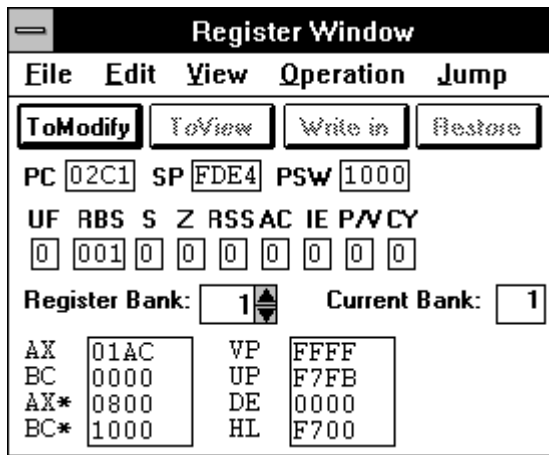 Register Window
File Edit View Operation Jump
ToModify ToView Write in Restore
PC 02C1 SP FDE4 PSW 1000
UF RBS S Z RSS AC IE P/V CY
0 001 0 0 0 0 0 0 0
Register Bank: 1 Current Bank: 1
AX 01AC VP FFFF
BC 0000 UP F7FB
AX* 0800 DE 0000
BC* 1000 HL F700